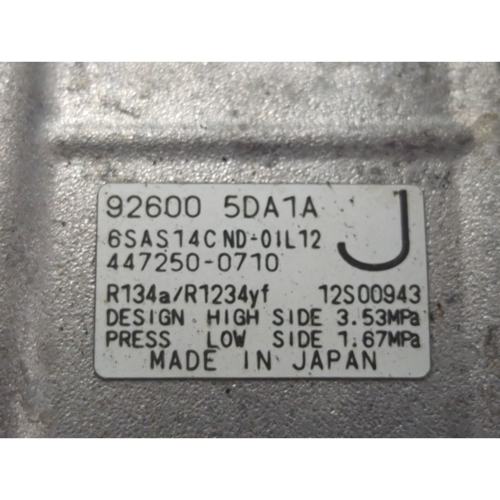 92600 5DA1A
J
6SAS14C ND-OIL12
447250-0710
R134a/R1234yf 12S00943
DESIGN HIGH SIDE 3.53MPa
PRESS LOW SIDE 1.67MPa
MADE IN JAPAN